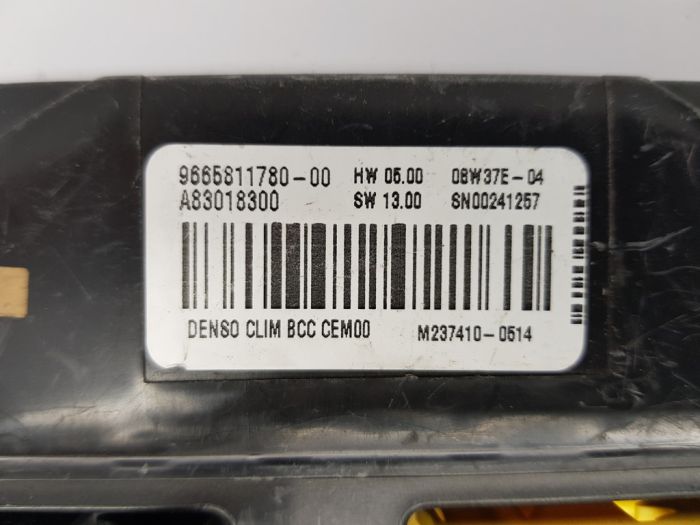 9665811780-00 HW 05.00 08W37E-04
A83018300 SW 13.00 SN00241257
DENSO CLIM BCC CEM00 M237410-0514